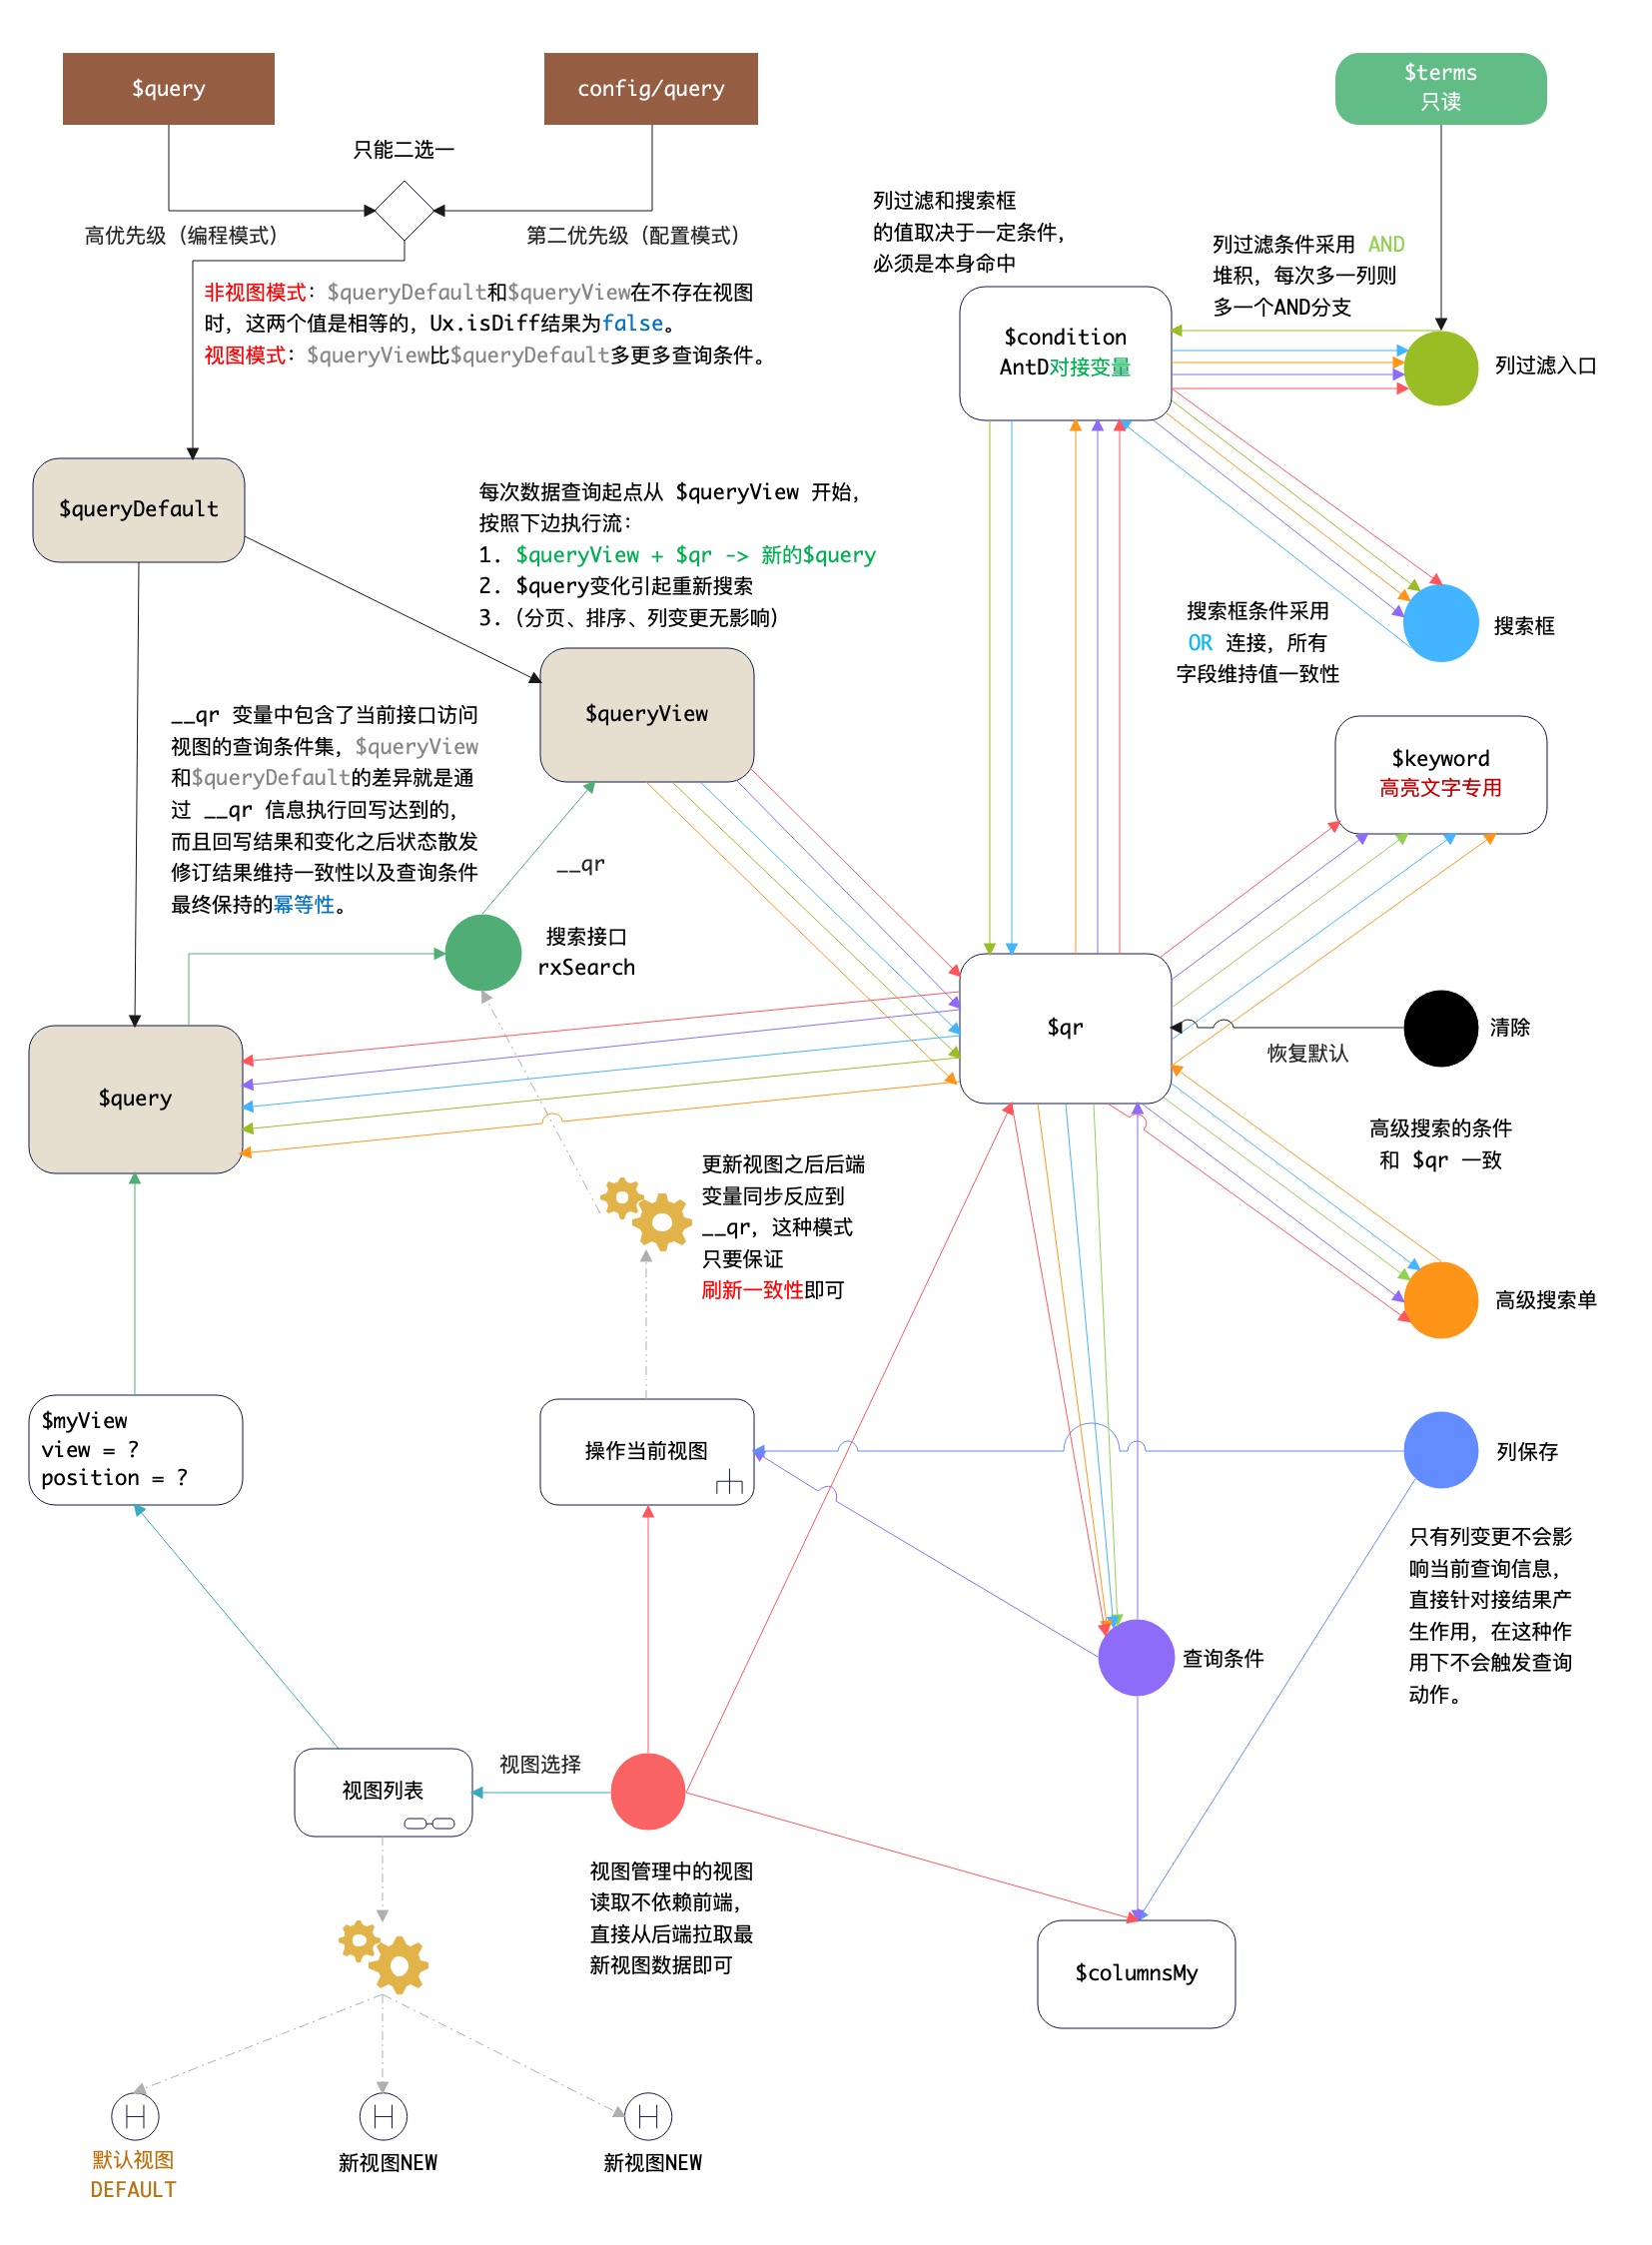 $query
config/query
$terms
只读
只能二选一
高优先级（编程模式）
第二优先级（配置模式）
非视图模式：$queryDefault和$queryView在不存在视图
时，这两个值是相等的，Ux.isDiff结果为false。
视图模式：$queryView比$queryDefault多更多查询条件。
列过滤和搜索框
的值取决于一定条件，
必须是本身命中
列过滤条件采用 AND
堆积，每次多一列则
多一个AND分支
$condition
AntD对接变量
列过滤入口
$queryDefault
每次数据查询起点从 $queryView 开始，
按照下边执行流：
1. $queryView + $qr -> 新的$query
2. $query变化引起重新搜索
3.（分页、排序、列变更无影响）
搜索框条件采用
OR 连接，所有
字段维持值一致性
搜索框
$queryView
__qr 变量中包含了当前接口访问
视图的查询条件集，$queryView
和$queryDefault的差异就是通
过 __qr 信息执行回写达到的，
而且回写结果和变化之后状态散发
修订结果维持一致性以及查询条件
最终保持的幂等性。
$keyword
高亮文字专用
__qr
搜索接口
rxSearch
$qr
清除
恢复默认
$query
高级搜索的条件
和 $qr 一致
更新视图之后后端
变量同步反应到
__qr，这种模式
只要保证
刷新一致性即可
高级搜索单
$myView
view = ?
position = ?
操作当前视图
列保存
只有列变更不会影
响当前查询信息，
直接针对接结果产
生作用，在这种作
用下不会触发查询
动作。
查询条件
视图选择
视图列表
视图管理中的视图
读取不依赖前端，
直接从后端拉取最
新视图数据即可
$columnsMy
H
H
H
默认视图
DEFAULT
新视图NEW
新视图NEW